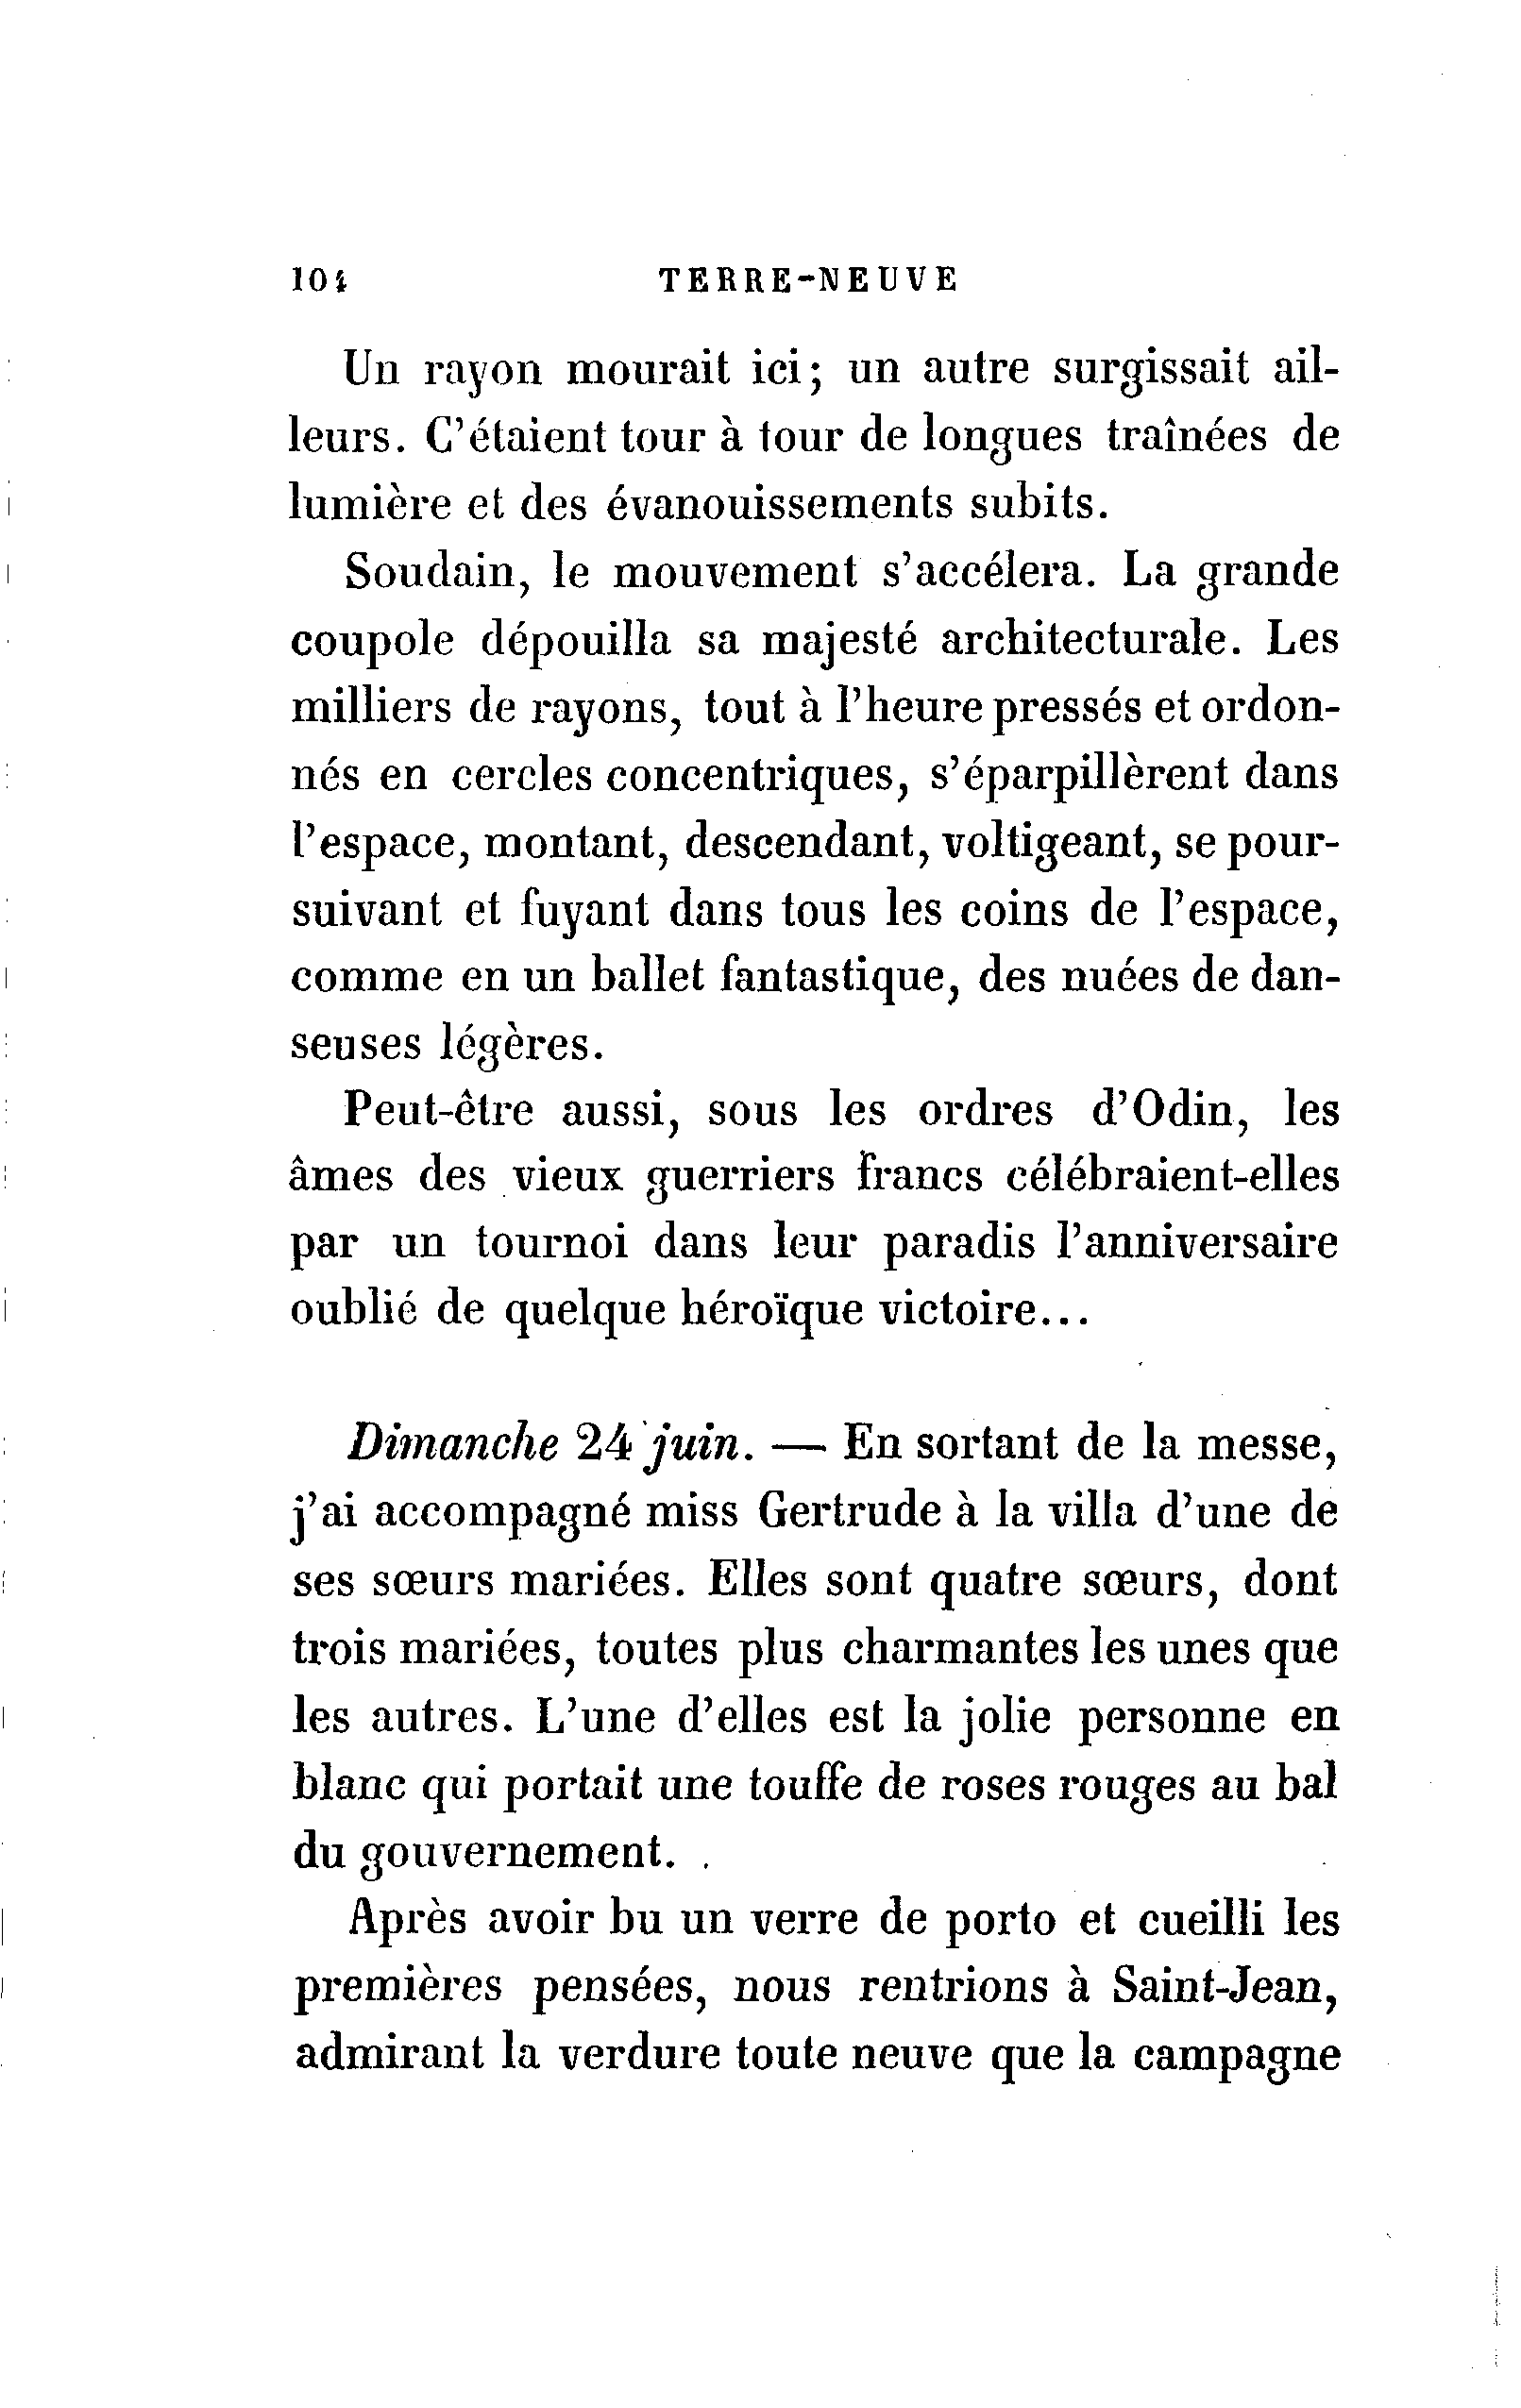 104 TERRE-NEUVE
Un rayon mourait ici; un autre surgissait ail-
leurs. C'étaient tour à tour de longues traînées de
lumière et des évanouissements subits.
Soudain, le mouvement s'accélera. La grande
coupole dépouilla sa majesté architecturale. Les
milliers de rayons, tout à l'heure pressés et ordon-
nés en cercles concentriques, s'éparpillèrent dans
l'espace, montant, descendant, voltigeant, se pour-
suivant et fuyant dans tous les coins de l'espace,
comme en un ballet fantastique, des nuées de dan-
seuses légères.
Peut-être aussi, sous les ordres d'Odin, les
âmes des vieux guerriers francs célébraient-elles
par un tournoi dans leur paradis l'anniversaire
oublié de quelque héroïque victoire...
Dimanche 24 juin. — En sortant de la messe,
j'ai accompagné miss Gertrude à la villa d'une de
ses sœurs mariées. Elles sont quatre sœurs, dont
trois mariées, toutes plus charmantes les unes que
les autres. L'une d'elles est la jolie personne en
blanc qui portait une touffe de roses rouges au bal
du gouvernement.
Après avoir bu un verre de porto et cueilli les
premières pensées, nous rentrions à Saint-Jean,
admirant la verdure toute neuve que la campagne